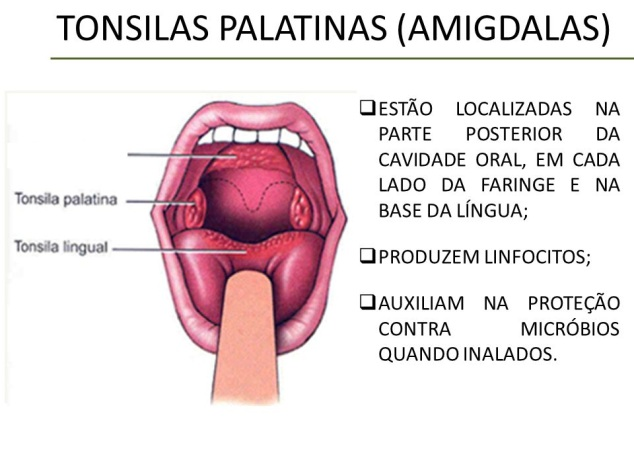 TONSILAS PALATINAS (AMIGDALAS)
Tonsila palatina
Tonsila lingual
❑ESTÃO LOCALIZADAS NA
PARTE POSTERIOR DA
CAVIDADE ORAL, EM CADA
LADO DA FARINGE E NA
BASE DA LÍNGUA;
❑PRODUZEM LINFOCITOS;
❑AUXILIAM NA PROTEÇÃO
CONTRA MICRÓBIOS
QUANDO INALADOS.